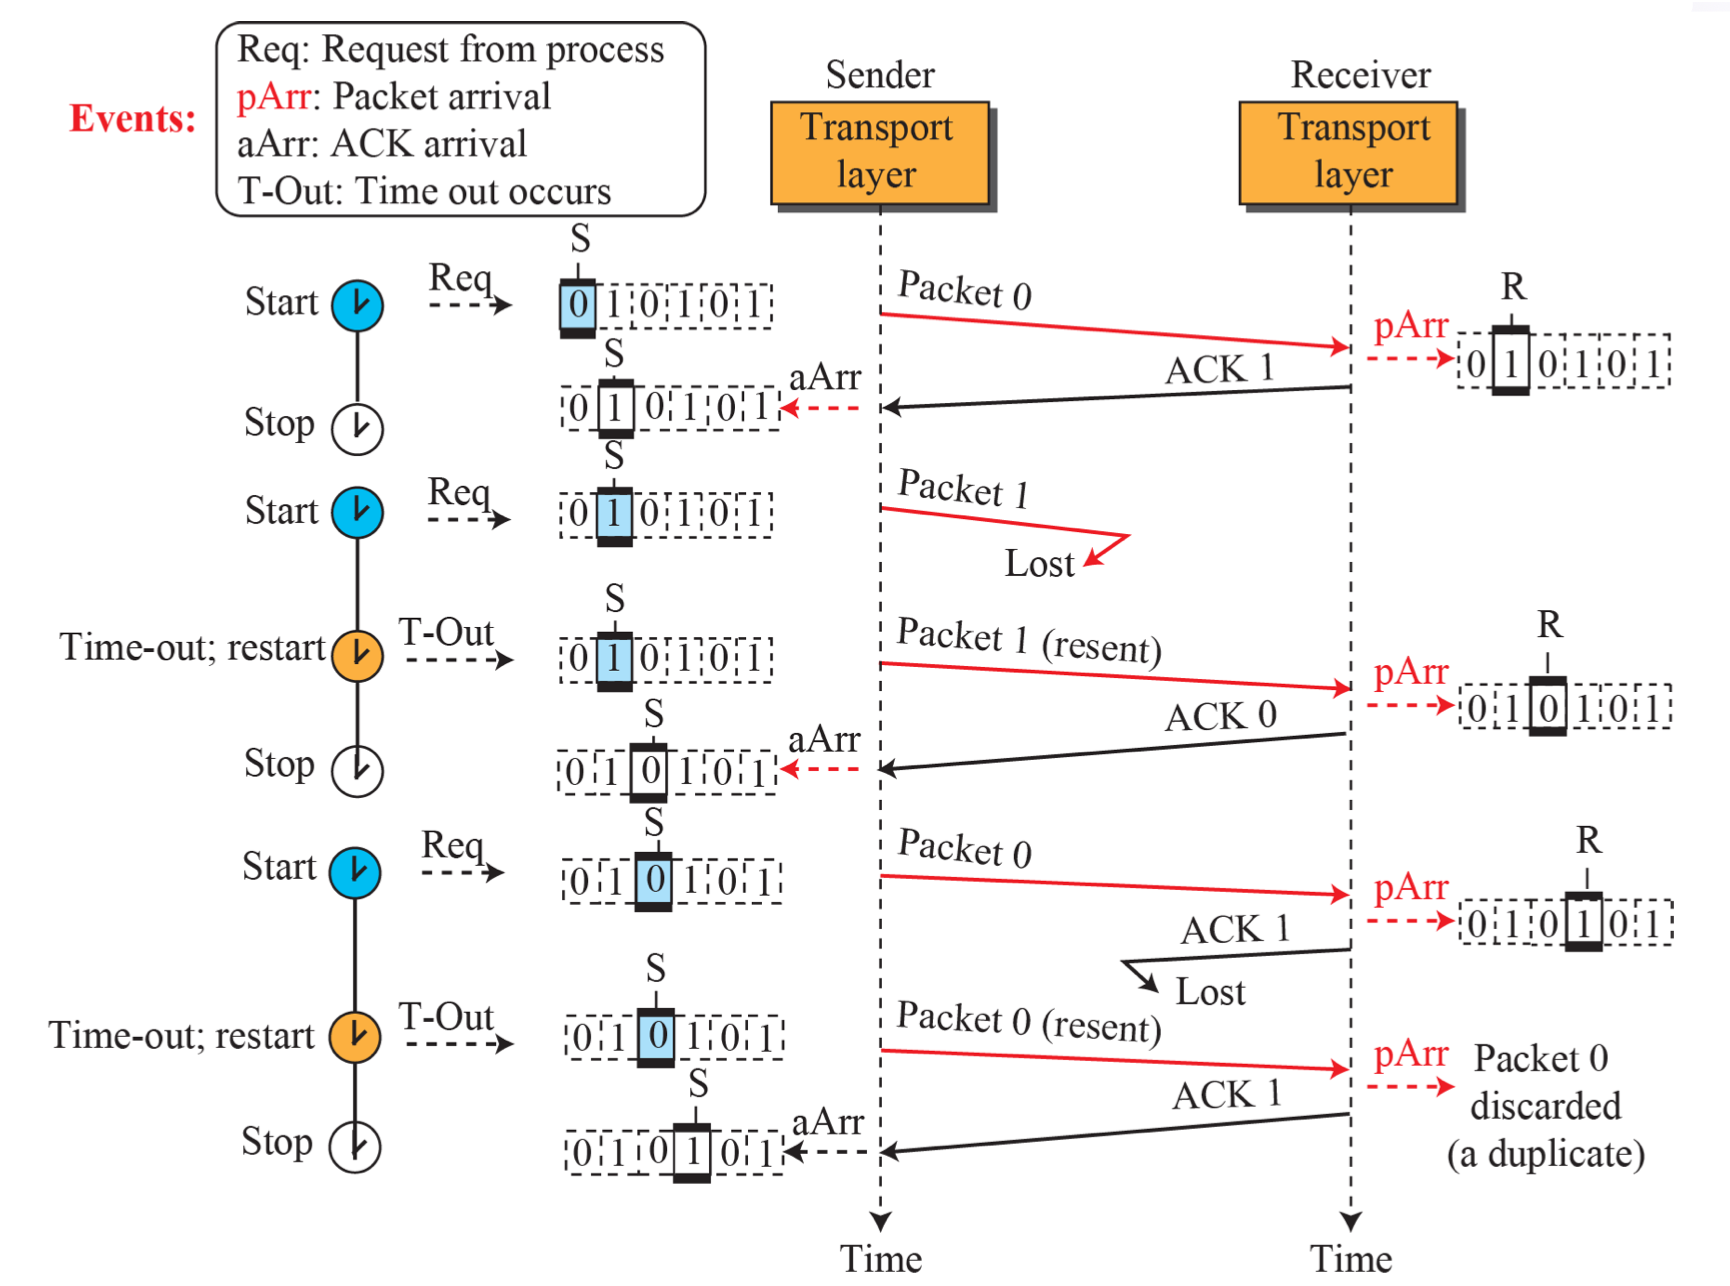 Events:
Req: Request from process
pArr: Packet arrival
aArr: ACK arrival
T-Out: Time out occurs
Sender
Transport
layer
Receiver
Transport
layer
Start
Req
S
0 1 0 1 0 1
Packet 0
pArr
R
0 1 0 1 0 1
Stop
S
0 1 0 1 0 1
aArr
ACK 1
Start
Req
S
0 1 0 1 0 1
Packet 1
Lost
Time-out; restart
T-Out
S
0 1 0 1 0 1
Packet 1 (resent)
pArr
R
0 1 0 1 0 1
Stop
S
0 1 0 1 0 1
aArr
ACK 0
Start
Req
S
0 1 0 1 0 1
Packet 0
pArr
R
0 1 0 1 0 1
ACK 1
Lost
Time-out; restart
T-Out
S
0 1 0 1 0 1
Packet 0 (resent)
pArr
Packet 0
discarded
(a duplicate)
Stop
S
0 1 0 1 0 1
aArr
ACK 1
Time
Time